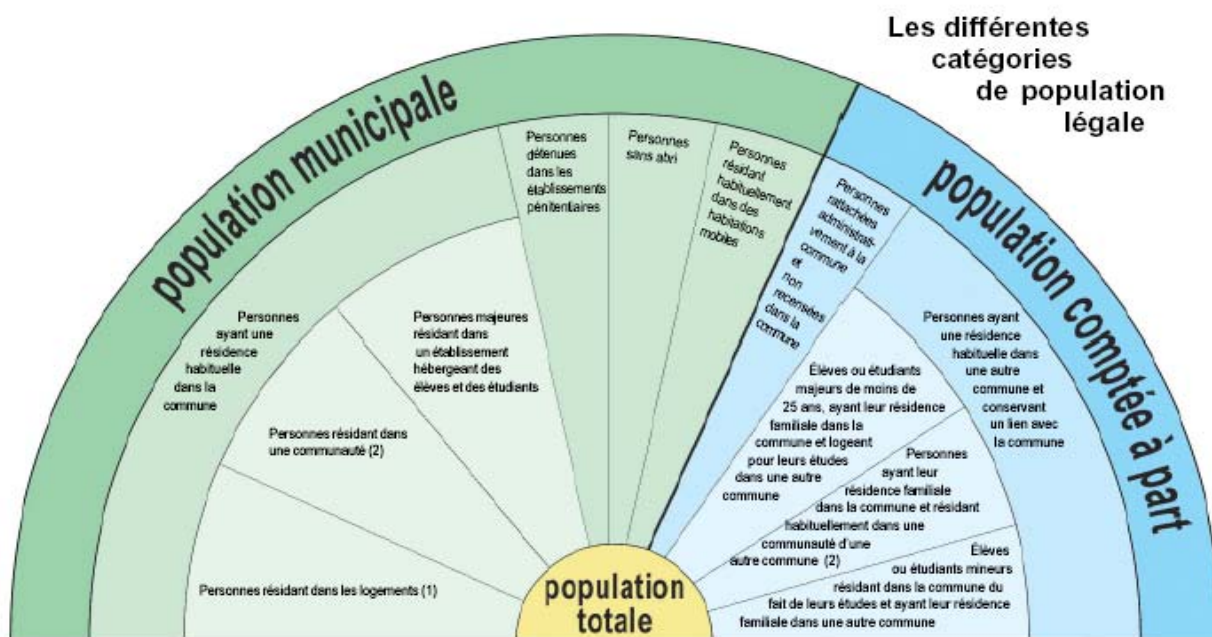 Les différentes
catégories
de population
légale
population municipale
Personnes
ayant une
résidence
habituelle
dans la
commune
Personnes résidant dans les logements (1)
Personnes résidant dans
une communauté (2)
Personnes majeures
résidant dans
un établissement
hébergeant des
élèves et des étudiants
Personnes
détenues
dans les
établissements
pénitentiaires
Personnes
sans abri
Personnes
résidant
habituellement
dans des
habitations
mobiles
population comptée à part
Personnes
rattachées
administrati-
vement à la
commune
et
non
recensées
dans la
commune
Personnes ayant
une résidence
habituelle dans
une autre
commune et
conservant
un lien avec
la commune
Élèves ou étudiants
majeurs de moins de
25 ans, ayant leur résidence
familiale dans la
commune et logeant
pour leurs études
dans une autre
commune
Personnes
ayant leur
résidence familiale
dans la commune et résidant
habituellement dans une
communauté d'une
autre commune (2)
Élèves
ou étudiants mineurs
résidant dans la commune du
fait de leurs études et ayant leur résidence
familiale dans une autre commune
population
totale